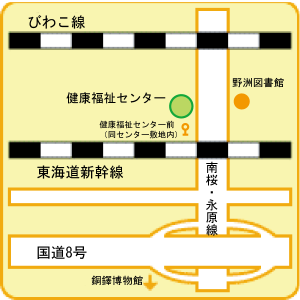 びわこ線
野洲図書館
健康福祉センター
健康福祉センター前
（同センター敷地内）
東海道新幹線
南桜・永原線
国道8号
銅鐸博物館